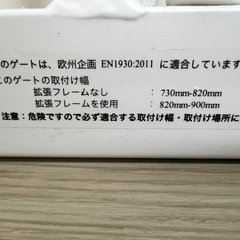 のゲートは、欧州企画 EN1930:2011 に適合しています
このゲートの取付け幅
拡張フレームなし : 730mm-820mm
拡張フレームを使用 : 820mm-900mm
注意：危険ですので必ず適合する取付け幅・取付け場所に